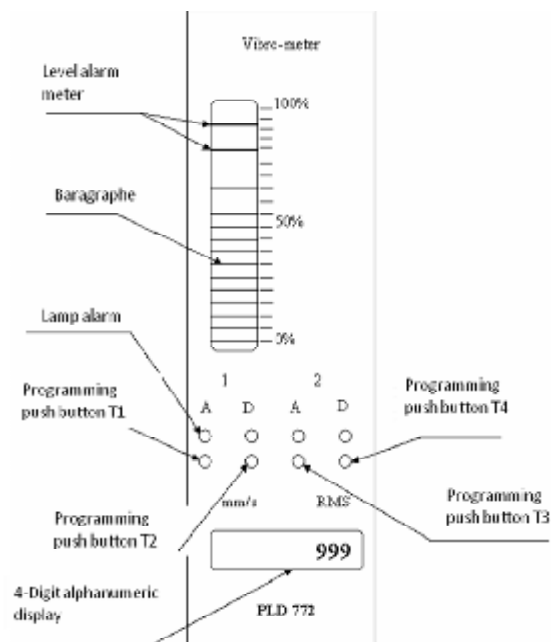 Vibro-meter
Level alarm
meter
100%
Baragraphe
50%
Lamp alarm
0%
1 2
A D A D
Programming
push button T1
Programming
push button T4
mm/s RMS
Programming
push button T2
Programming
push button T3
999
4-Digit alphanumeric
display
PLD 772